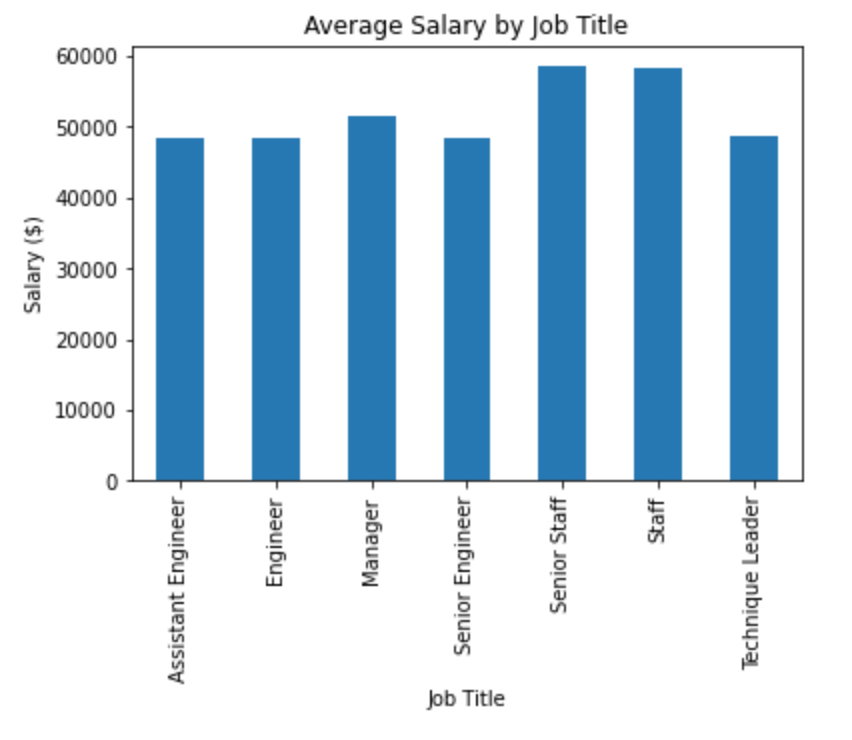 Average Salary by Job Title
60000
50000
40000
30000
20000
10000
0
Salary ($)
Assistant Engineer
Engineer
Manager
Senior Engineer
Senior Staff
Staff
Technique Leader
Job Title